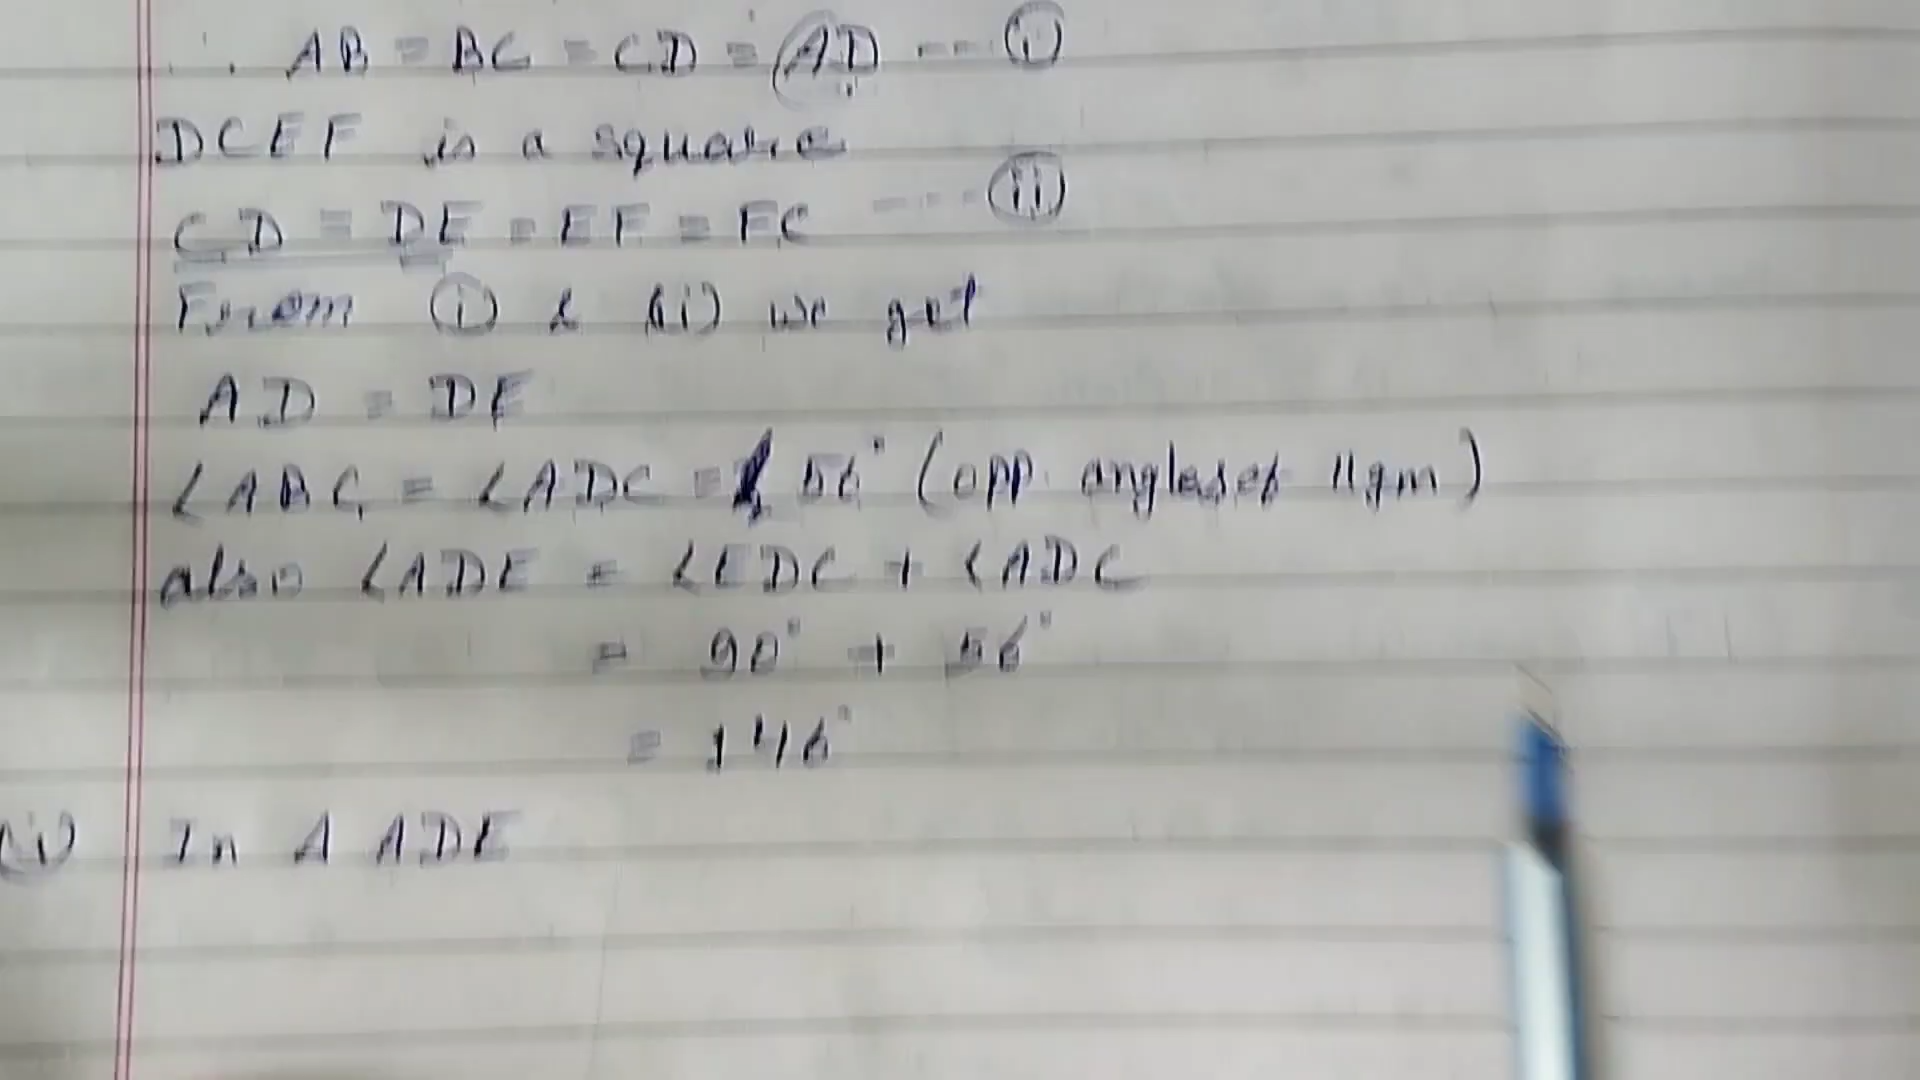 ∴ AB = BC = CD = AD ---- (i)
DCEF is a square
CD = DE = EF = FC ---- (ii)
From (i) & (ii) we get
AD = DE
∠ABC = ∠ADC = 56° (opp. angles of ||gm)
also ∠ADE = ∠EDC + ∠ADC
= 90° + 56°
= 146°
(i) In Δ ADE